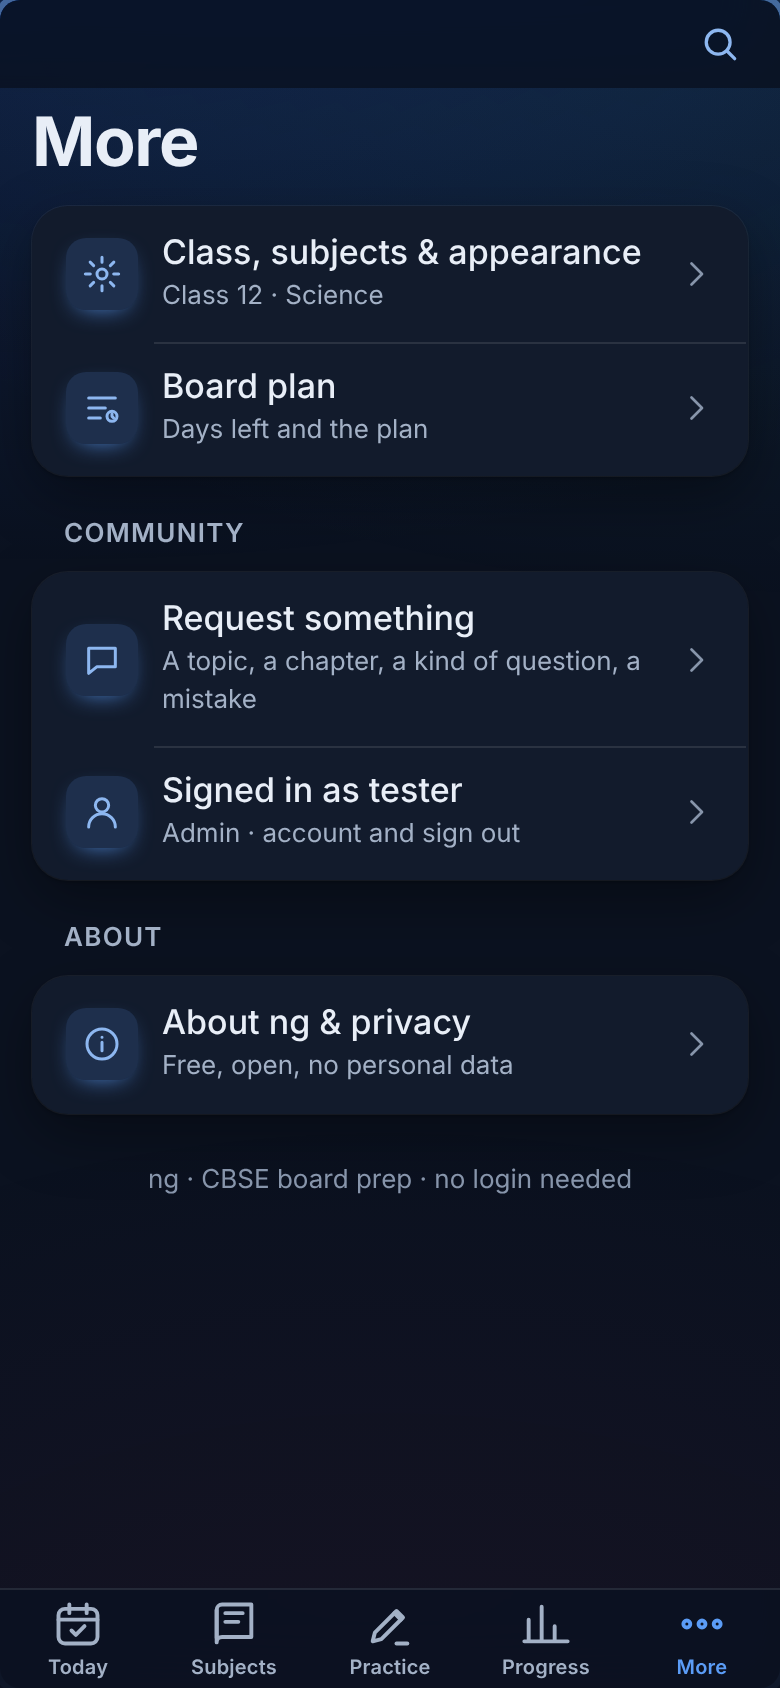 More
Class, subjects & appearance
Class 12 · Science
Board plan
Days left and the plan
COMMUNITY
Request something
A topic, a chapter, a kind of question, a
mistake
Signed in as tester
Admin · account and sign out
ABOUT
About ng & privacy
Free, open, no personal data
ng · CBSE board prep · no login needed
Today
Subjects
Practice
Progress
More